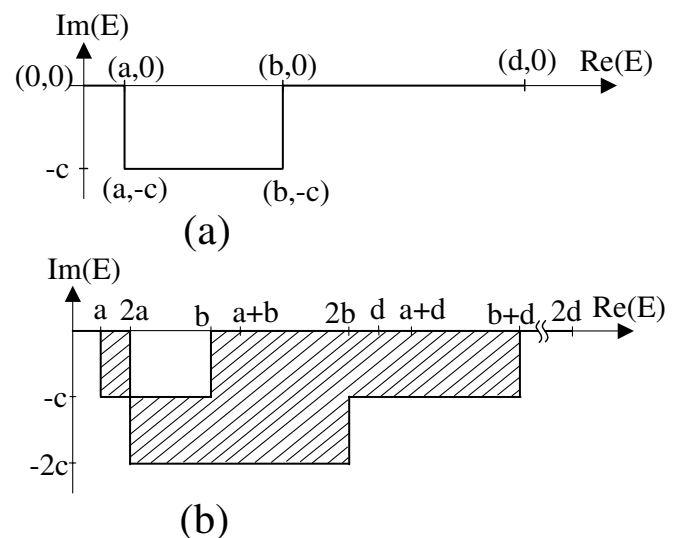 Im(E)
(0,0) (a,0) (b,0) (d,0) Re(E)
-c
(a,-c) (b,-c)
(a)
Im(E)
a 2a b a+b 2b d a+d b+d 2d Re(E)
-c
-2c
(b)